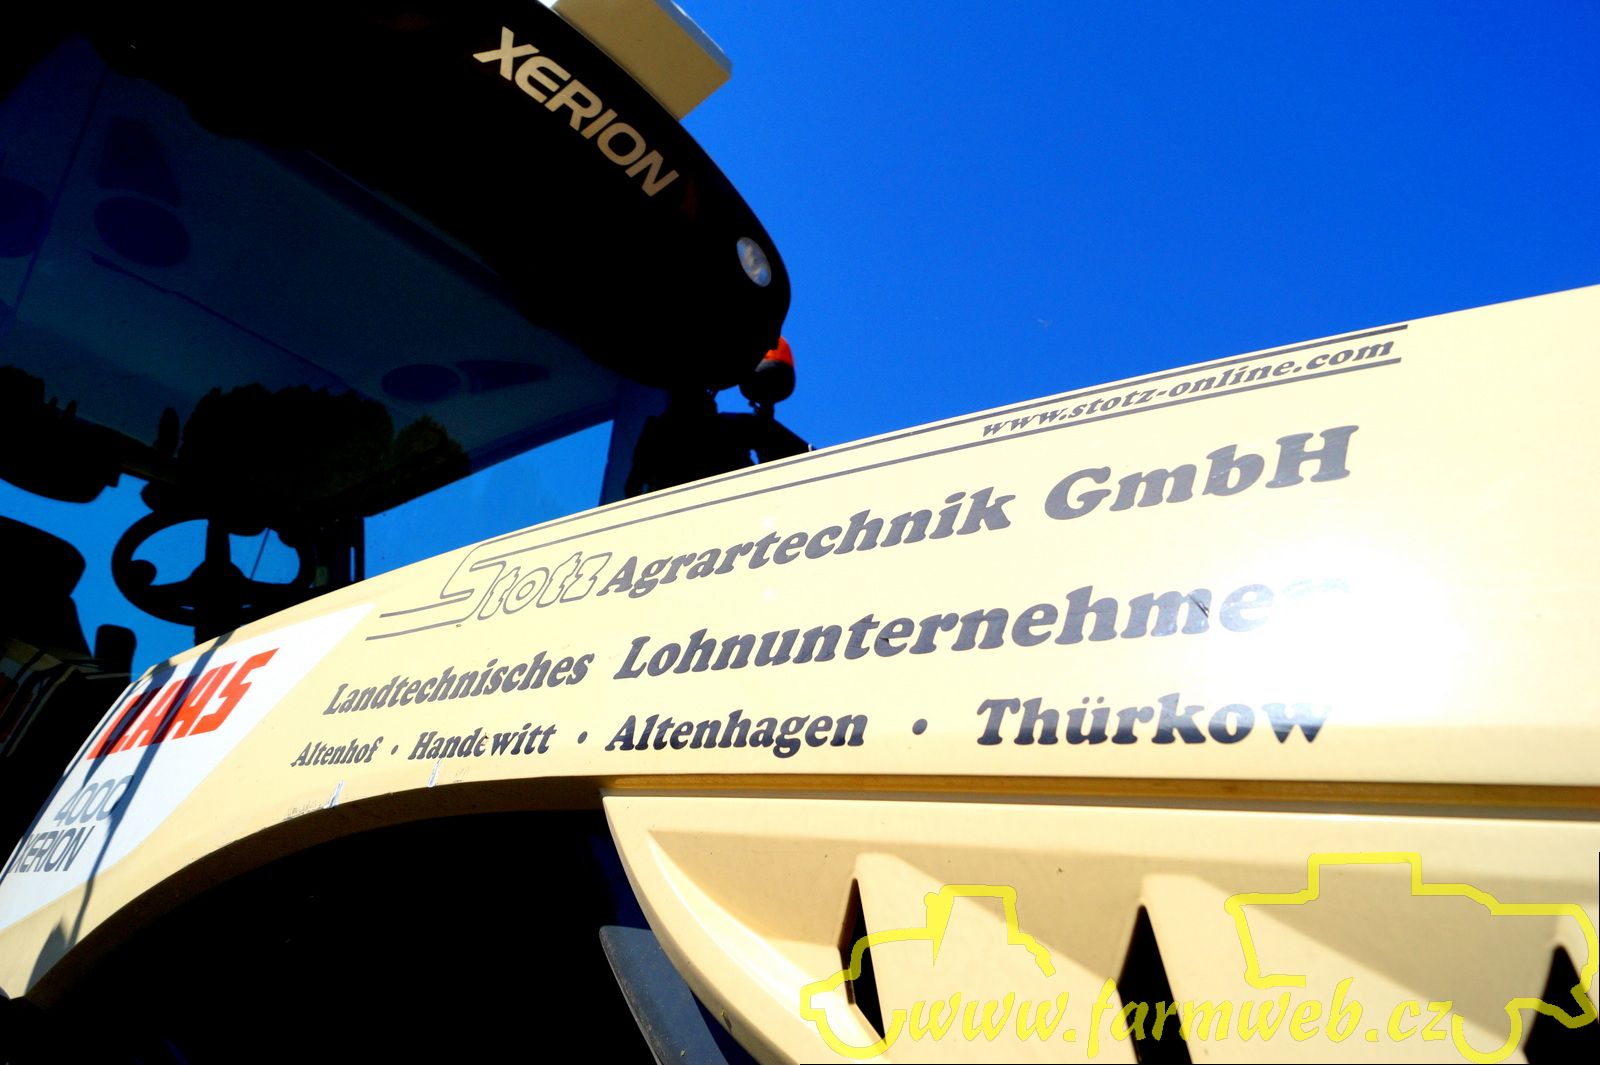 XERION
www.stotz-online.com
Stotz Agrartechnik GmbH
Landtechnisches Lohnunternehmen
Altenhof · Handewitt · Altenhagen · Thürkow
CLAAS
4000
XERION
www.farmweb.cz